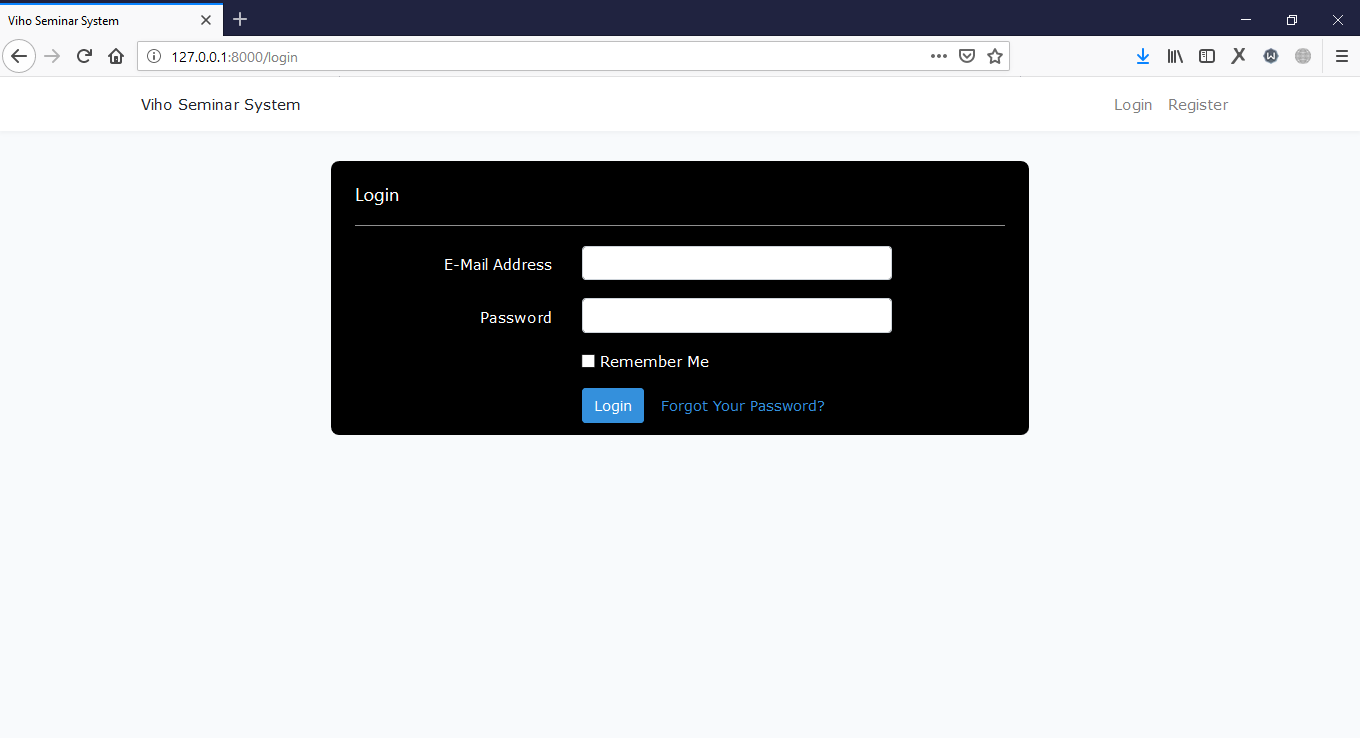 Viho Seminar System
127.0.0.1:8000/login
Viho Seminar System
Login Register
Login
E-Mail Address
Password
Remember Me
Login Forgot Your Password?